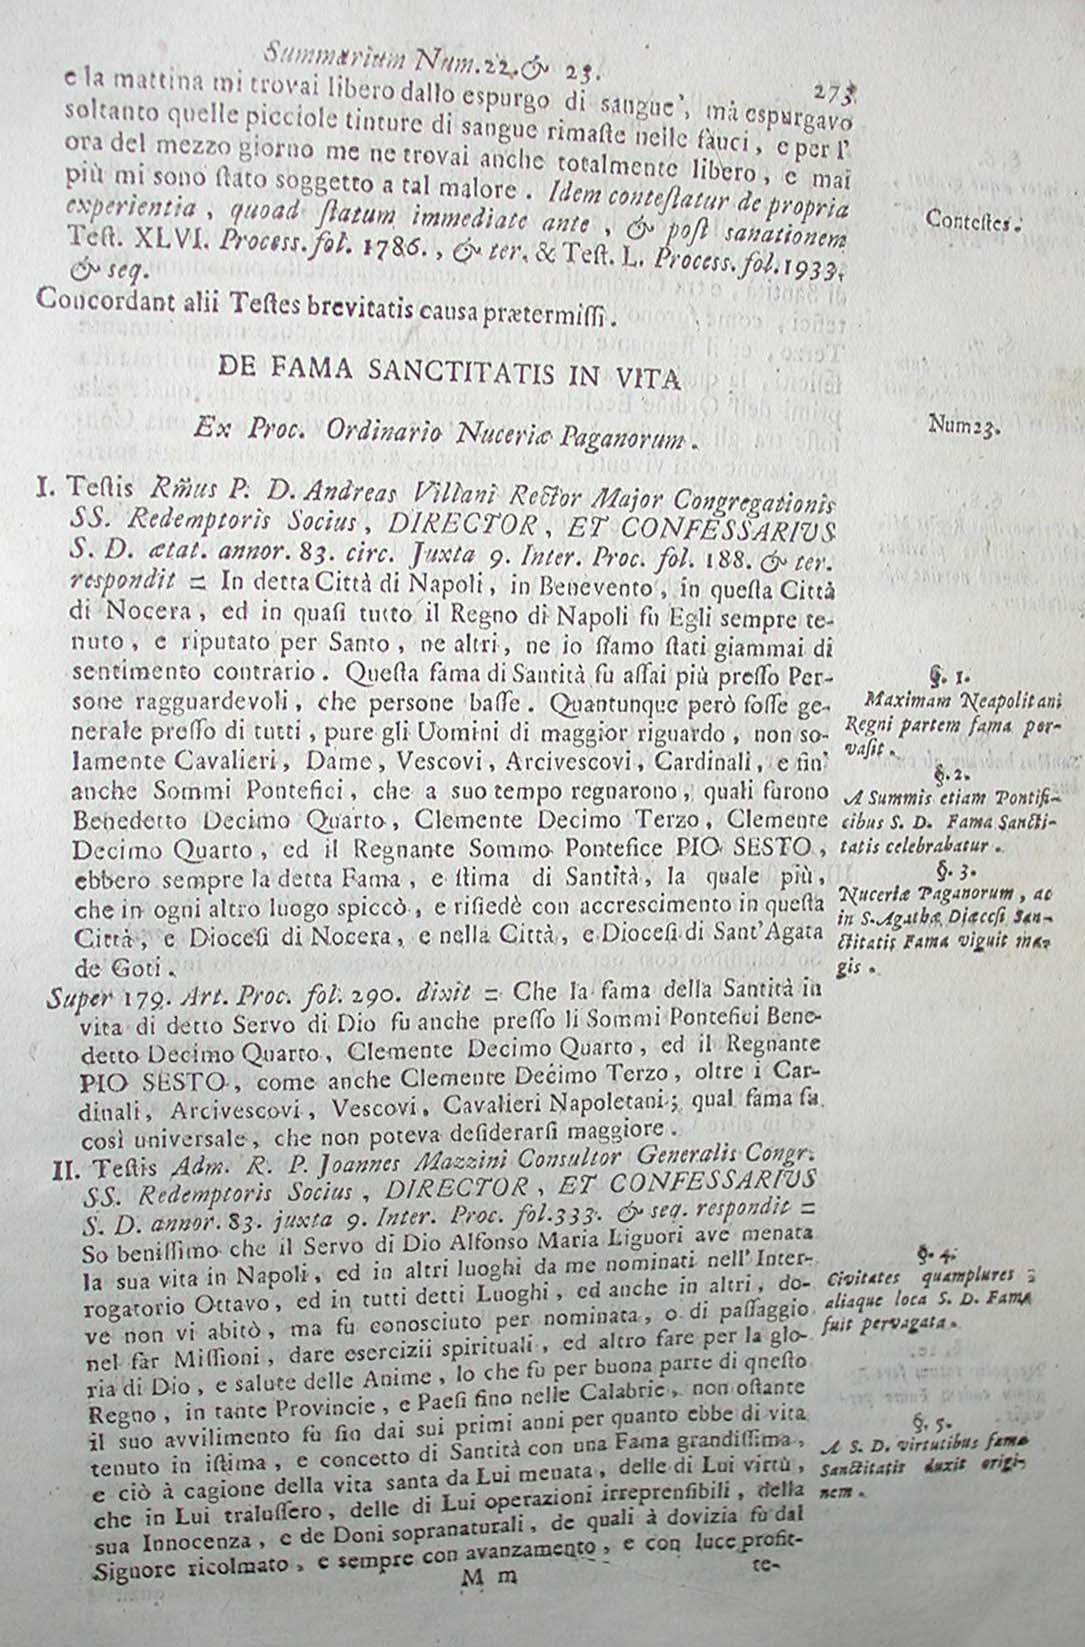 Summarium Num.22.& 23.
273.
e la mattina mi trovai libero dallo espurgo di sangue, mà espurgavo
soltanto quelle picciole tinture di sangue rimaſte nelle fàuci, e per l'
ora del mezzo giorno me ne trovai anche totalmente libero, e mai
più mi sono ſtato soggetto a tal malore. Idem conteſtatur de propria
experientia, quoad ſtatum immediate ante, & poſt sanationem
Teſt. XLVI. Proceſs. fol. 1786., & ter. & Teſt. L. Proceſs. fol. 1933.
& seq.
Conteſtes.
Concordant alii Teſtes brevitatis causa prætermiſſi.
DE FAMA SANCTITATIS IN VITA
Ex Proc. Ordinario Nuceriæ Paganorum.
Num23.
I. Teſtis Rm̃us P. D. Andreas Villani Rector Major Congregationis
SS. Redemptoris Socius, DIRECTOR, ET CONFESSARIUS
S. D. ætat. annor. 83. circ. Juxta 9. Inter. Proc. fol. 188. & ter.
respondit = In detta Città di Napoli, in Benevento, in queſta Città
di Nocera, ed in quaſi tutto il Regno di Napoli fu Egli sempre te-
nuto, e riputato per Santo, ne altri, ne io ſiamo ſtati giammai di
sentimento contrario. Queſta fama di Santità fu aſſai più preſſo Per-
sone ragguardevoli, che persone baſſe. Quantunque però foſſe ge-
nerale preſſo di tutti, pure gli Uomini di maggior riguardo, non so-
lamente Cavalieri, Dame, Vescovi, Arcivescovi, Cardinali, e fin'
anche Sommi Pontefici, che a suo tempo regnarono, quali furono
Benedetto Decimo Quarto, Clemente Decimo Terzo, Clemente
Decimo Quarto, ed il Regnante Sommo Pontefice PIO SESTO,
ebbero sempre la detta Fama, e ſtima di Santità, la quale più,
che in ogni altro luogo spiccò, e riſiedè con accrescimento in queſta
Città, e Dioceſi di Nocera, e nella Città, e Dioceſi di Sant'Agata
de Goti.
§. 1.
Maximam Neapolitani
Regni partem fama per-
vaſit.
§. 2.
A Summis etiam Pontifi-
cibus S. D. Fama Sancti-
tatis celebrabatur.
§. 3.
Nuceriæ Paganorum, ac
in S. Agathæ Diœceſi San-
ctitatis Fama viguit ma-
gis.
Super 179. Art. Proc. fol. 290. dixit = Che la fama della Santità in
vita di detto Servo di Dio fu anche preſſo li Sommi Pontefici Bene-
detto Decimo Quarto, Clemente Decimo Quarto, ed il Regnante
PIO SESTO, come anche Clemente Decimo Terzo, oltre i Car-
dinali, Arcivescovi, Vescovi, Cavalieri Napoletani; qual fama fu
così universale, che non poteva deſiderarſi maggiore.
II. Teſtis Adm. R. P. Joannes Mazzini Consultor Generalis Congr.
SS. Redemptoris Socius, DIRECTOR, ET CONFESSARIUS
S. D. annor. 83. juxta 9. Inter. Proc. fol. 333. & seq. respondit =
So beniſſimo che il Servo di Dio Alfonso Maria Liguori ave menata
la sua vita in Napoli, ed in altri luoghi da me nominati nell' Inter-
rogatorio Ottavo, ed in tutti detti Luoghi, ed anche in altri, do-
ve non vi abitò, ma fu conosciuto per nominata, o di paſſaggio
nel far Miſſioni, dare esercizii spirituali, ed altro fare per la glo-
ria di Dio, e salute delle Anime, lo che fu per buona parte di queſto
Regno, in tante Provincie, e Paeſi fino nelle Calabrie, non oſtante
il suo avvilimento fu fin dai sui primi anni per quanto ebbe di vita
tenuto in iſtima, e concetto di Santità con una Fama grandiſſima,
e ciò à cagione della vita santa da Lui menata, delle di Lui virtù,
che in Lui traluſſero, delle di Lui operazioni irreprenſibili, della
sua Innocenza, e de Doni sopranaturali, de quali à dovizia fu dal
Signore ricolmato, e sempre con avanzamento, e con luce profit-
§. 4.
Civitates quamplures
aliaque loca S. D. Fama
fuit pervagata.
§. 5.
A S. D. virtutibus fama
Sanctitatis duxit origi-
nem.
M m
te-